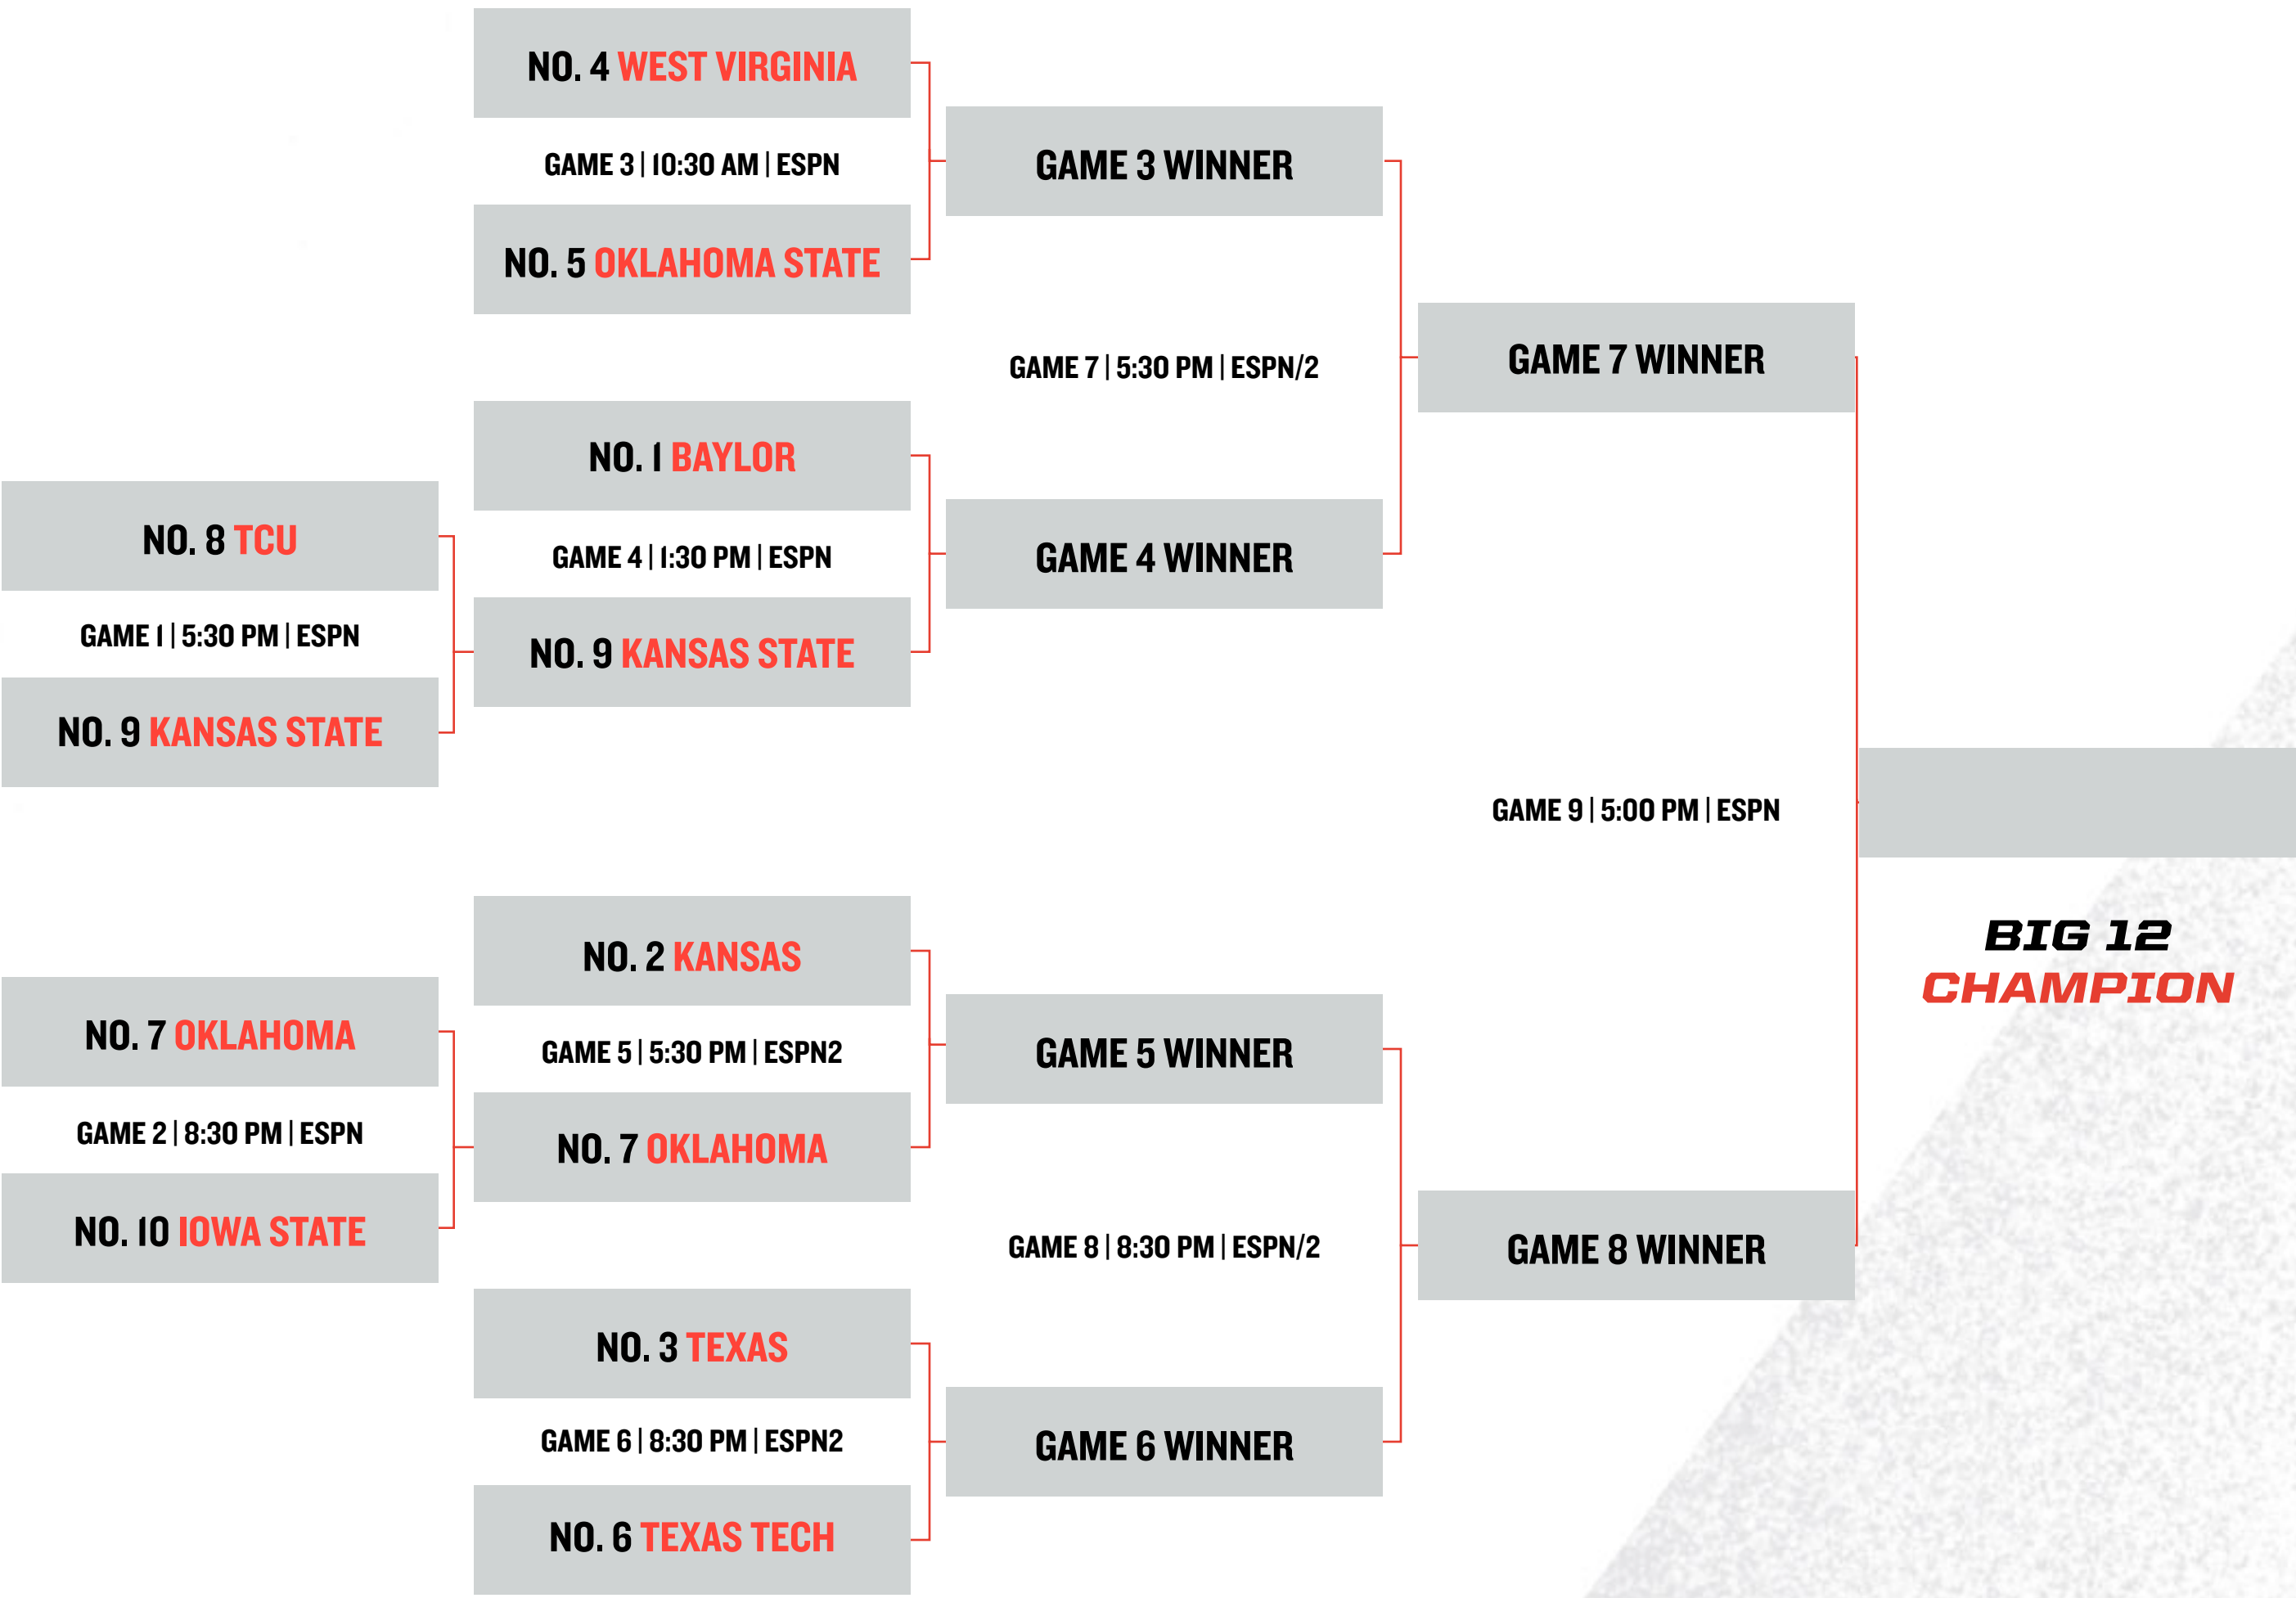 NO. 4 WEST VIRGINIA
GAME 3 | 10:30 AM | ESPN
NO. 5 OKLAHOMA STATE
GAME 3 WINNER
GAME 7 | 5:30 PM | ESPN/2
GAME 7 WINNER
NO. 1 BAYLOR
NO. 8 TCU
GAME 4 | 1:30 PM | ESPN
GAME 4 WINNER
GAME 1 | 5:30 PM | ESPN
NO. 9 KANSAS STATE
NO. 9 KANSAS STATE
GAME 9 | 5:00 PM | ESPN
BIG 12
CHAMPION
NO. 2 KANSAS
NO. 7 OKLAHOMA
GAME 5 | 5:30 PM | ESPN2
GAME 5 WINNER
GAME 2 | 8:30 PM | ESPN
NO. 7 OKLAHOMA
NO. 10 IOWA STATE
GAME 8 | 8:30 PM | ESPN/2
GAME 8 WINNER
NO. 3 TEXAS
GAME 6 | 8:30 PM | ESPN2
GAME 6 WINNER
NO. 6 TEXAS TECH